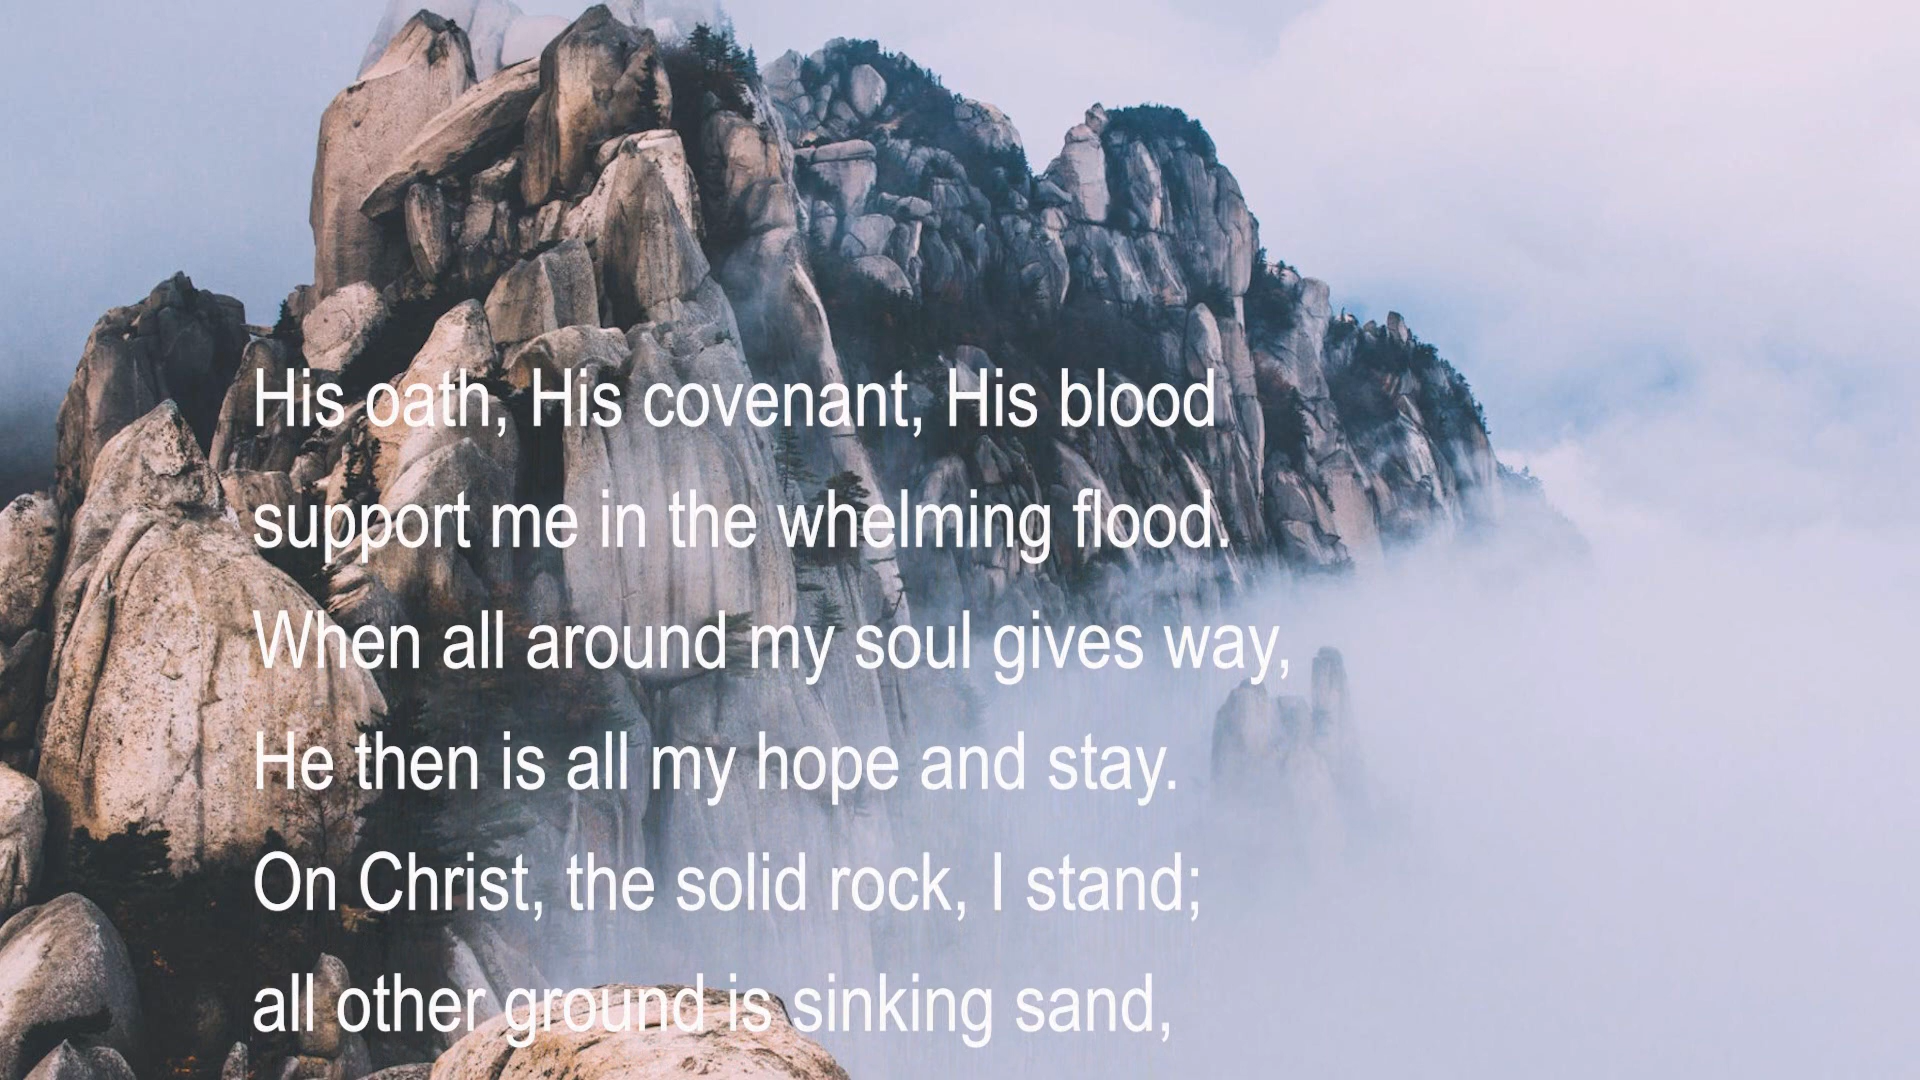 His oath, His covenant, His blood
support me in the whelming flood.
When all around my soul gives way,
He then is all my hope and stay.
On Christ, the solid rock, I stand;
all other ground is sinking sand,